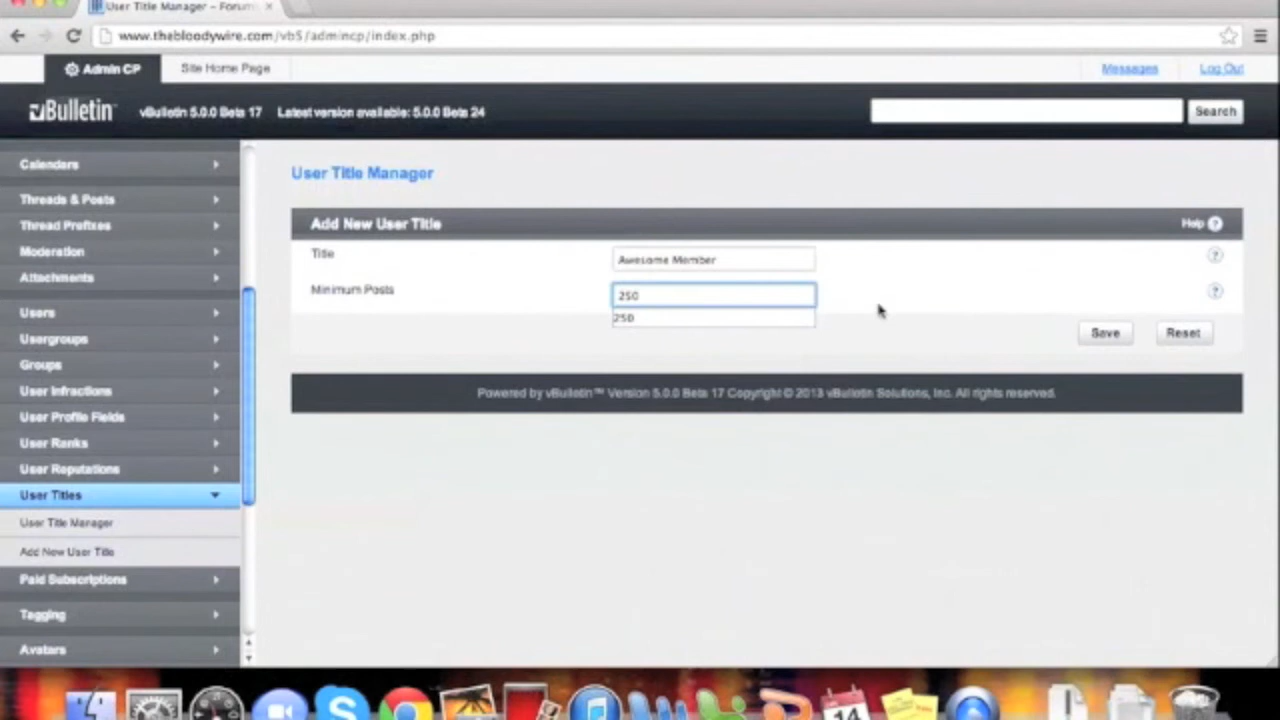 User Title Manager – Forum
www.thebloodywire.com/vb5/admincp/index.php
Admin CP
Site Home Page
Messages
Log Out
vBulletin
vBulletin 5.0.0 Beta 17
Latest version available: 5.0.0 Beta 24
Search
Calendars
Threads & Posts
Thread Prefixes
Moderation
Attachments
Users
Usergroups
Groups
User Infractions
User Profile Fields
User Ranks
User Reputations
User Titles
User Title Manager
Add New User Title
Paid Subscriptions
Tagging
Avatars
User Title Manager
Add New User Title
Help ?
Title
Awesome Member
?
Minimum Posts
250
?
250
Save
Reset
Powered by vBulletin™ Version 5.0.0 Beta 17 Copyright © 2013 vBulletin Solutions, Inc. All rights reserved.
14